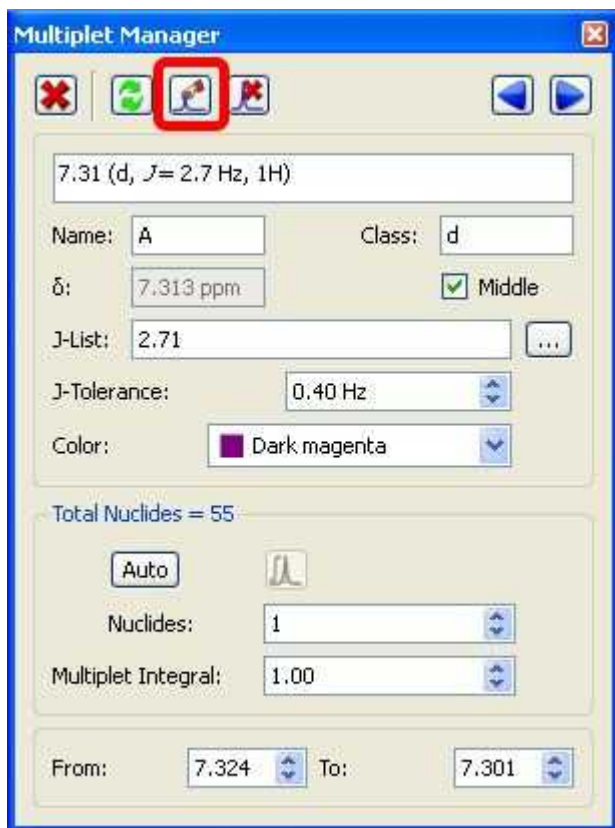 Multiplet Manager
7.31 (d, J= 2.7 Hz, 1H)
Name: A Class: d
δ: 7.313 ppm Middle
J-List: 2.71 ...
J-Tolerance: 0.40 Hz
Color: Dark magenta
Total Nuclides = 55
Auto
Nuclides: 1
Multiplet Integral: 1.00
From: 7.324 To: 7.301